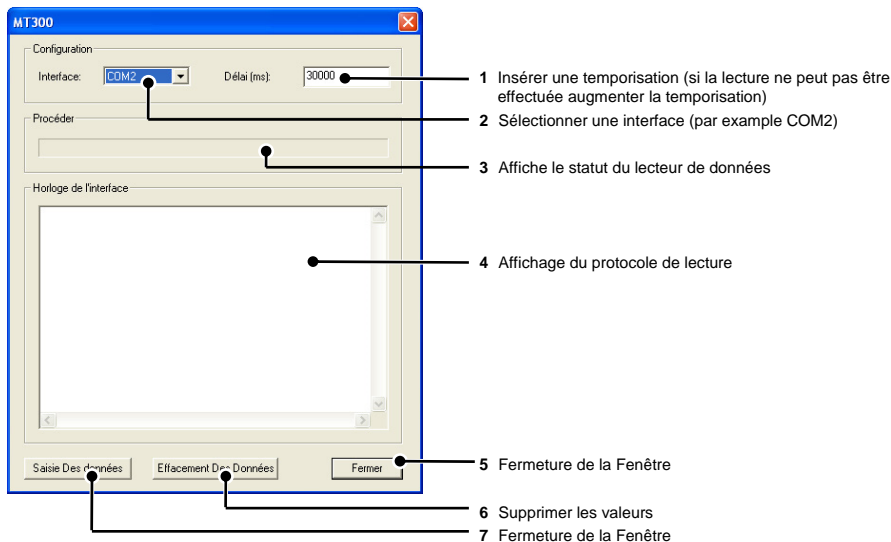 MT300
Configuration
Interface: COM2 Délai (ms): 30000
Procéder
Horloge de l'interface
Saisie Des données Effacement Des Données Fermer
1 Insérer une temporisation (si la lecture ne peut pas être
effectuée augmenter la temporisation)
2 Sélectionner une interface (par example COM2)
3 Affiche le statut du lecteur de données
4 Affichage du protocole de lecture
5 Fermeture de la Fenêtre
6 Supprimer les valeurs
7 Fermeture de la Fenêtre